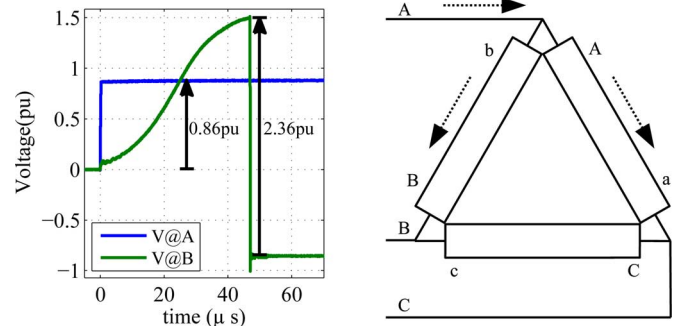 1.5
1
0.5
0
−0.5
−1
Voltage(pu)
0.86pu
2.36pu
V@A
V@B
0
20
40
60
time (μ s)
A
b
A
B
a
B
c
C
C